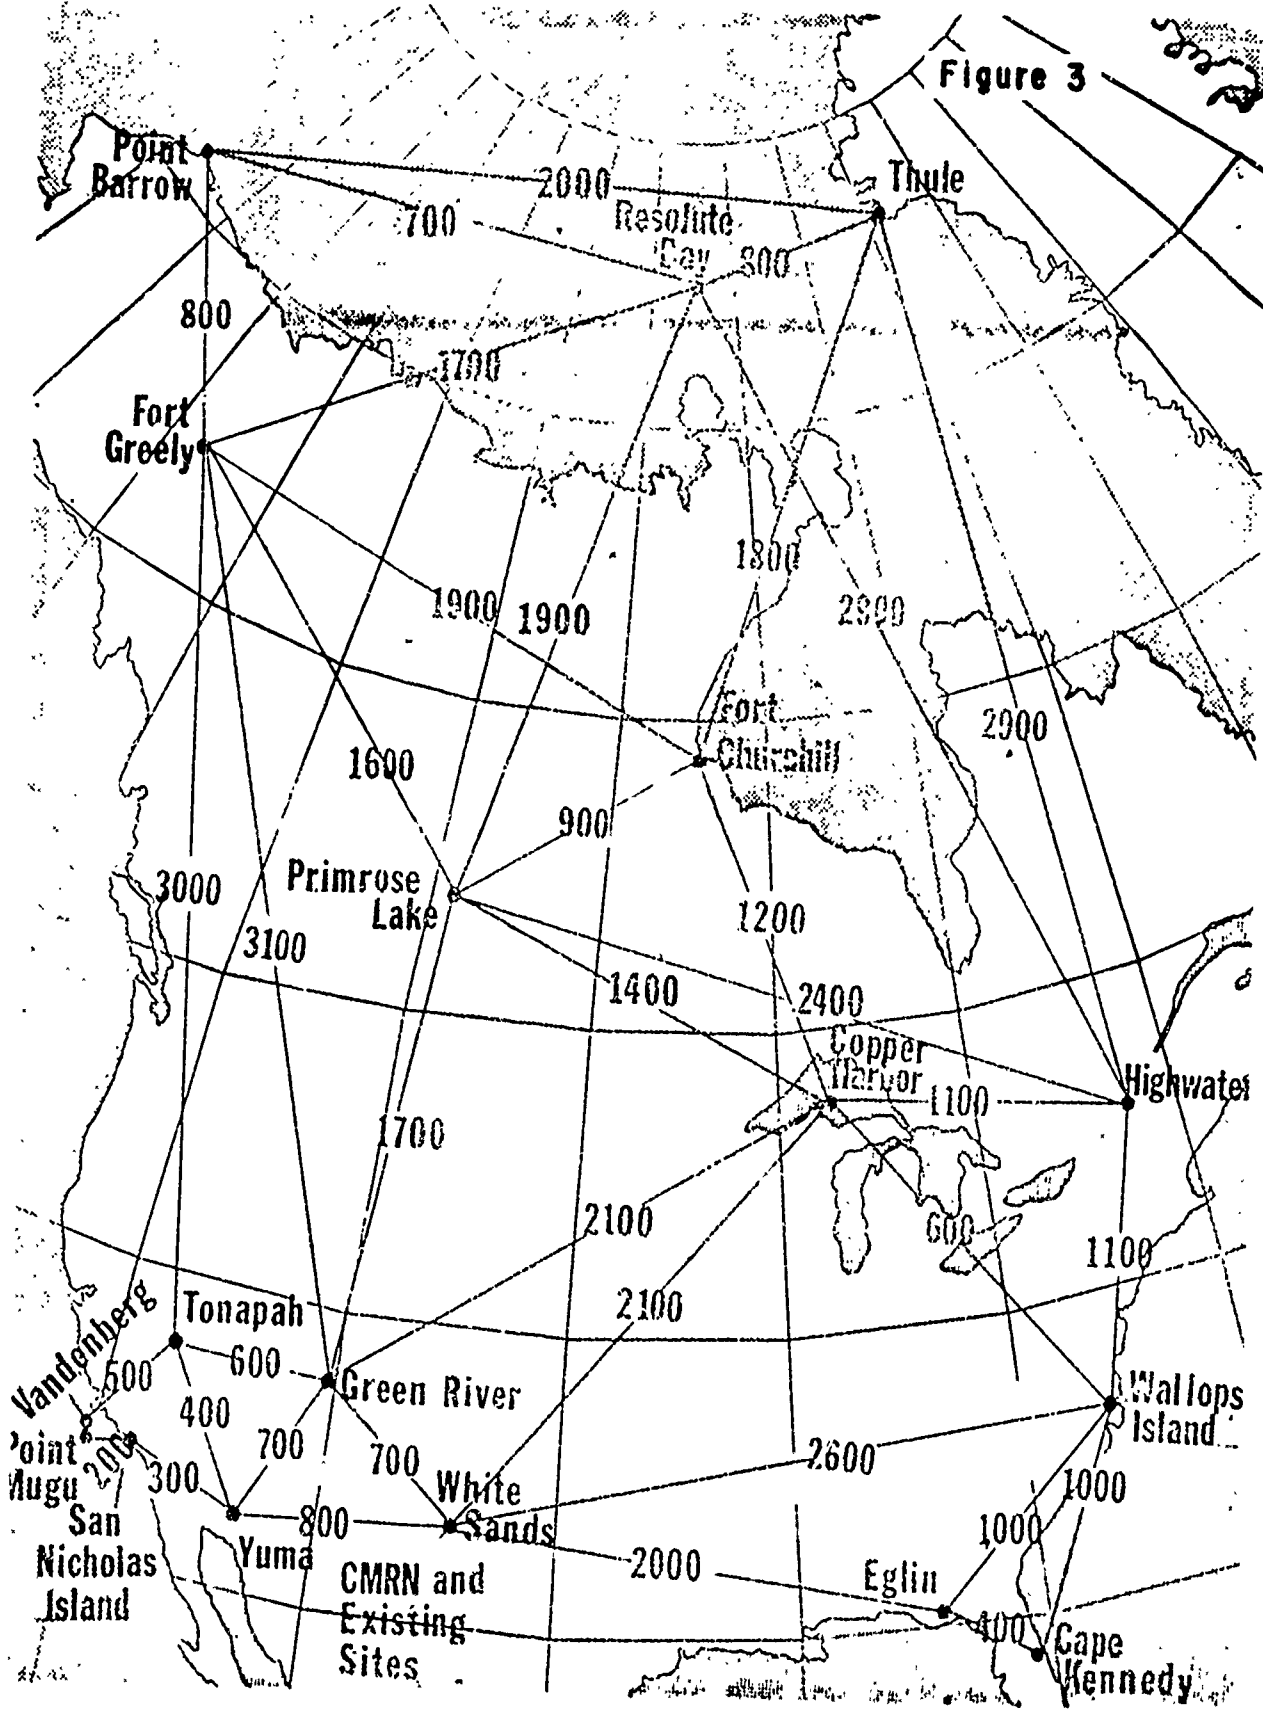 Figure 3
Point
Barrow
2000
Thule
700
Resolute
Bay
800
800
1700
Fort
Greely
1800
1900
1900
2900
Fort
Churchill
2900
1600
900
Primrose
Lake
3000
1200
3100
1400
2400
Copper
Harbor
1100
Highwater
1700
2100
600
1100
2100
Vandenberg
Tonapah
500
600
Green River
Wallops
Island
400
700
700
2600
Point
Mugu
200
300
White
Sands
1000
San
Nicholas
Island
800
Yuma
1000
2000
Eglin
CMRN and
Existing
Sites
400
Cape
Kennedy